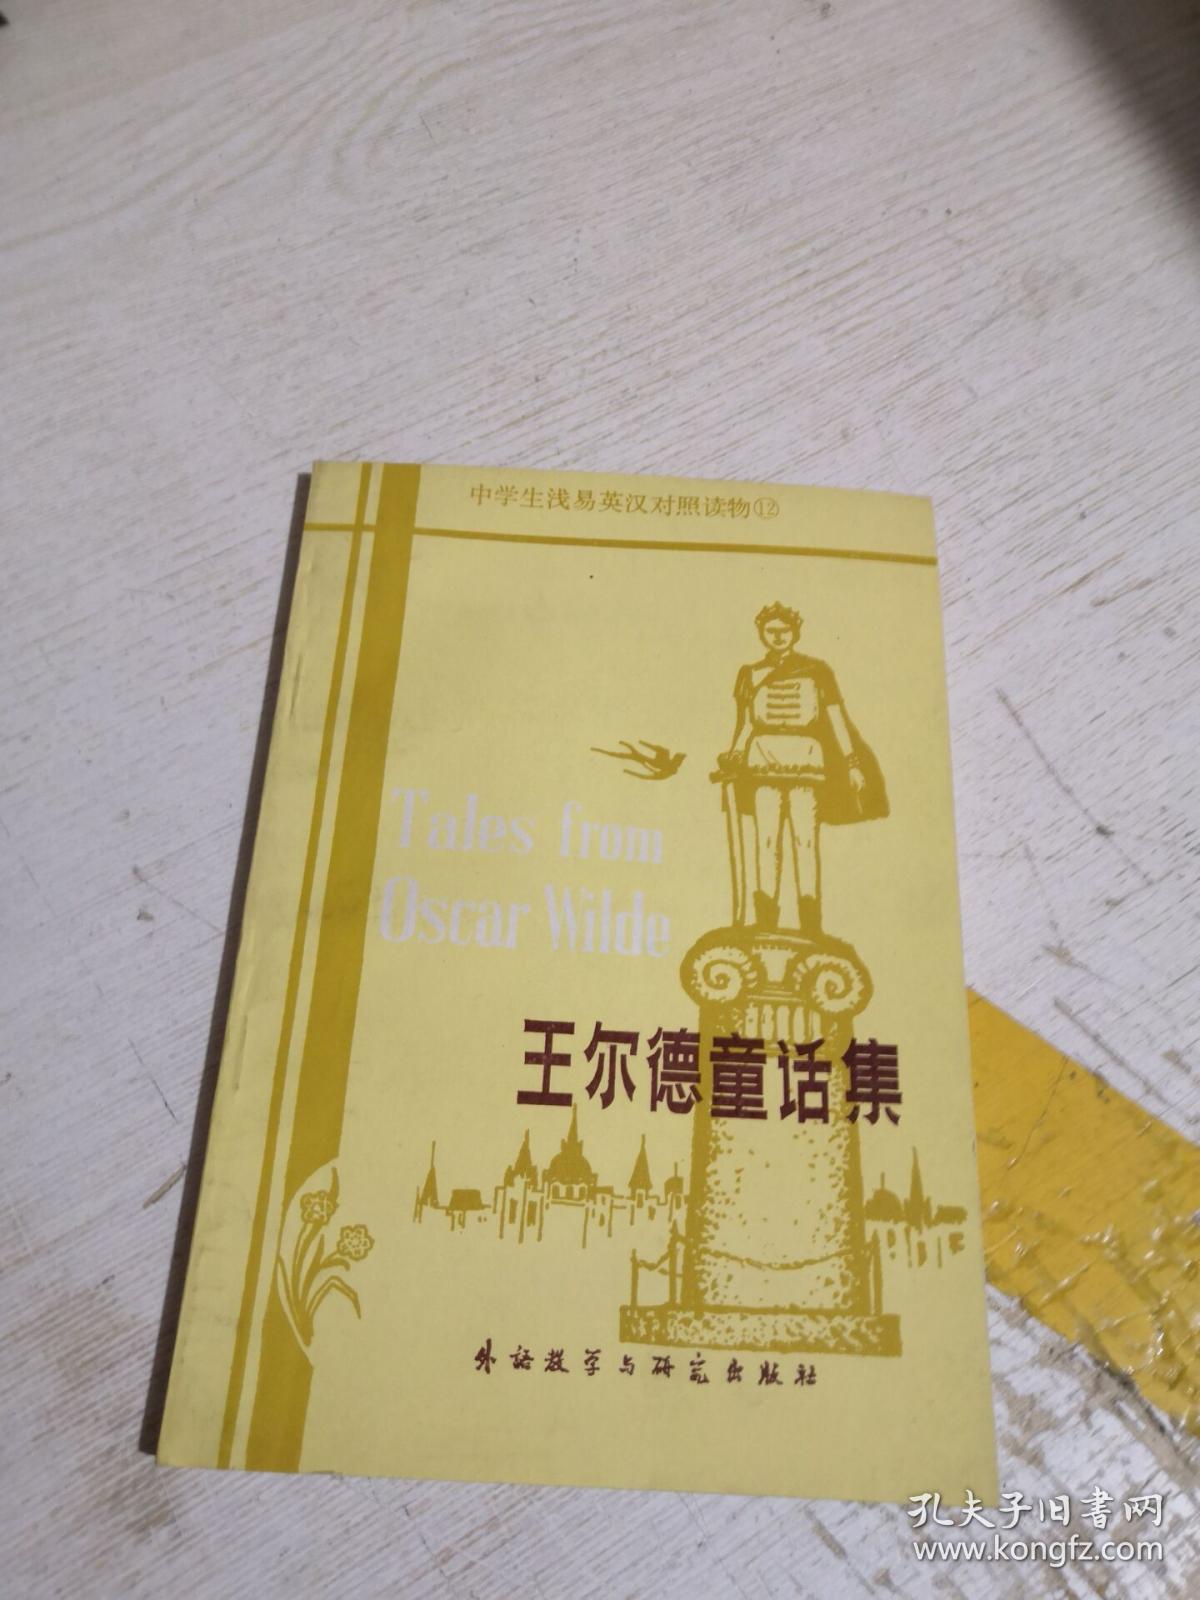 中学生浅易英汉对照读物⑫
Tales from
Oscar Wilde
王尔德童话集
外语教学与研究出版社
孔夫子旧书网
www.kongfz.com